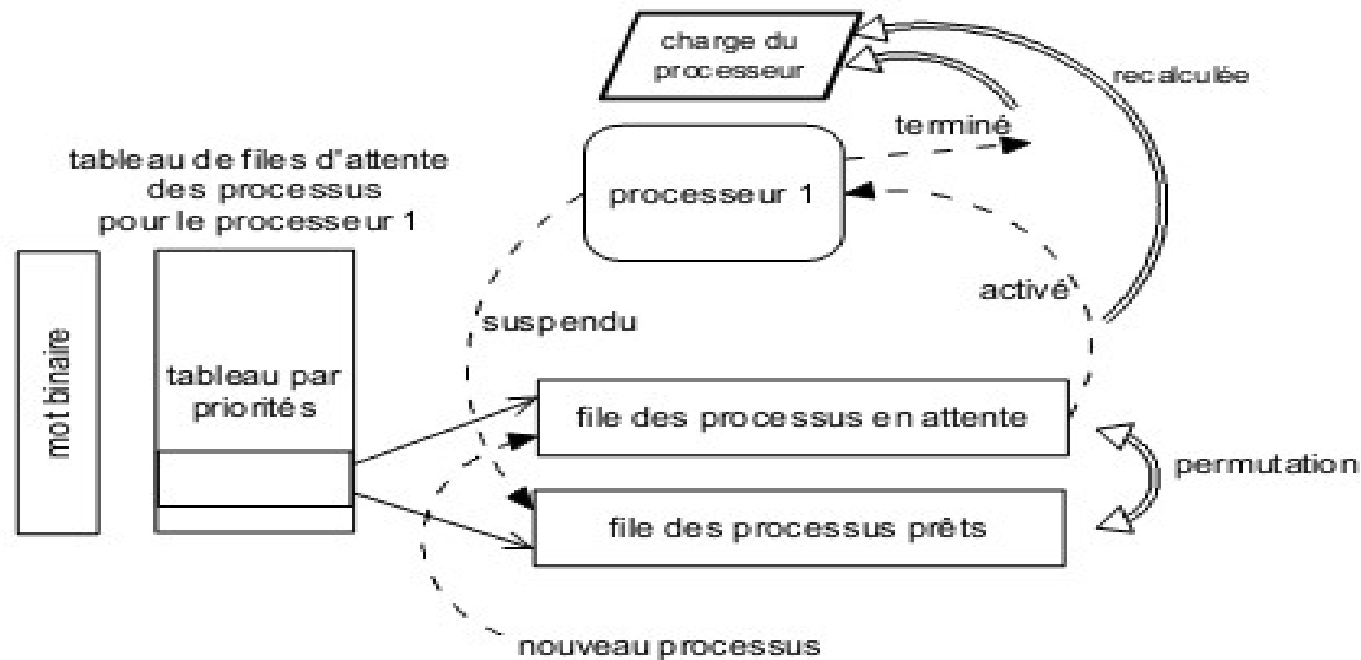 charge du
processeur
recalculée
terminé
tableau de files d'attente
des processus
pour le processeur 1
processeur 1
activé
suspendu
mot binaire
tableau par
priorités
file des processus en attente
permutation
file des processus prêts
nouveau processus